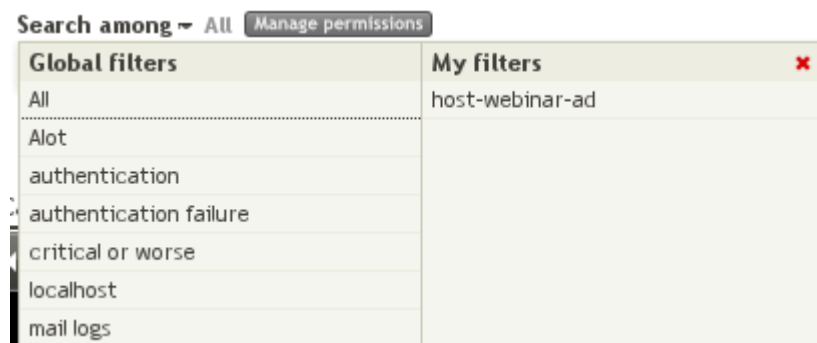 Search among All Manage permissions
Global filters
All
Alot
authentication
authentication failure
critical or worse
localhost
mail logs
My filters
host-webinar-ad